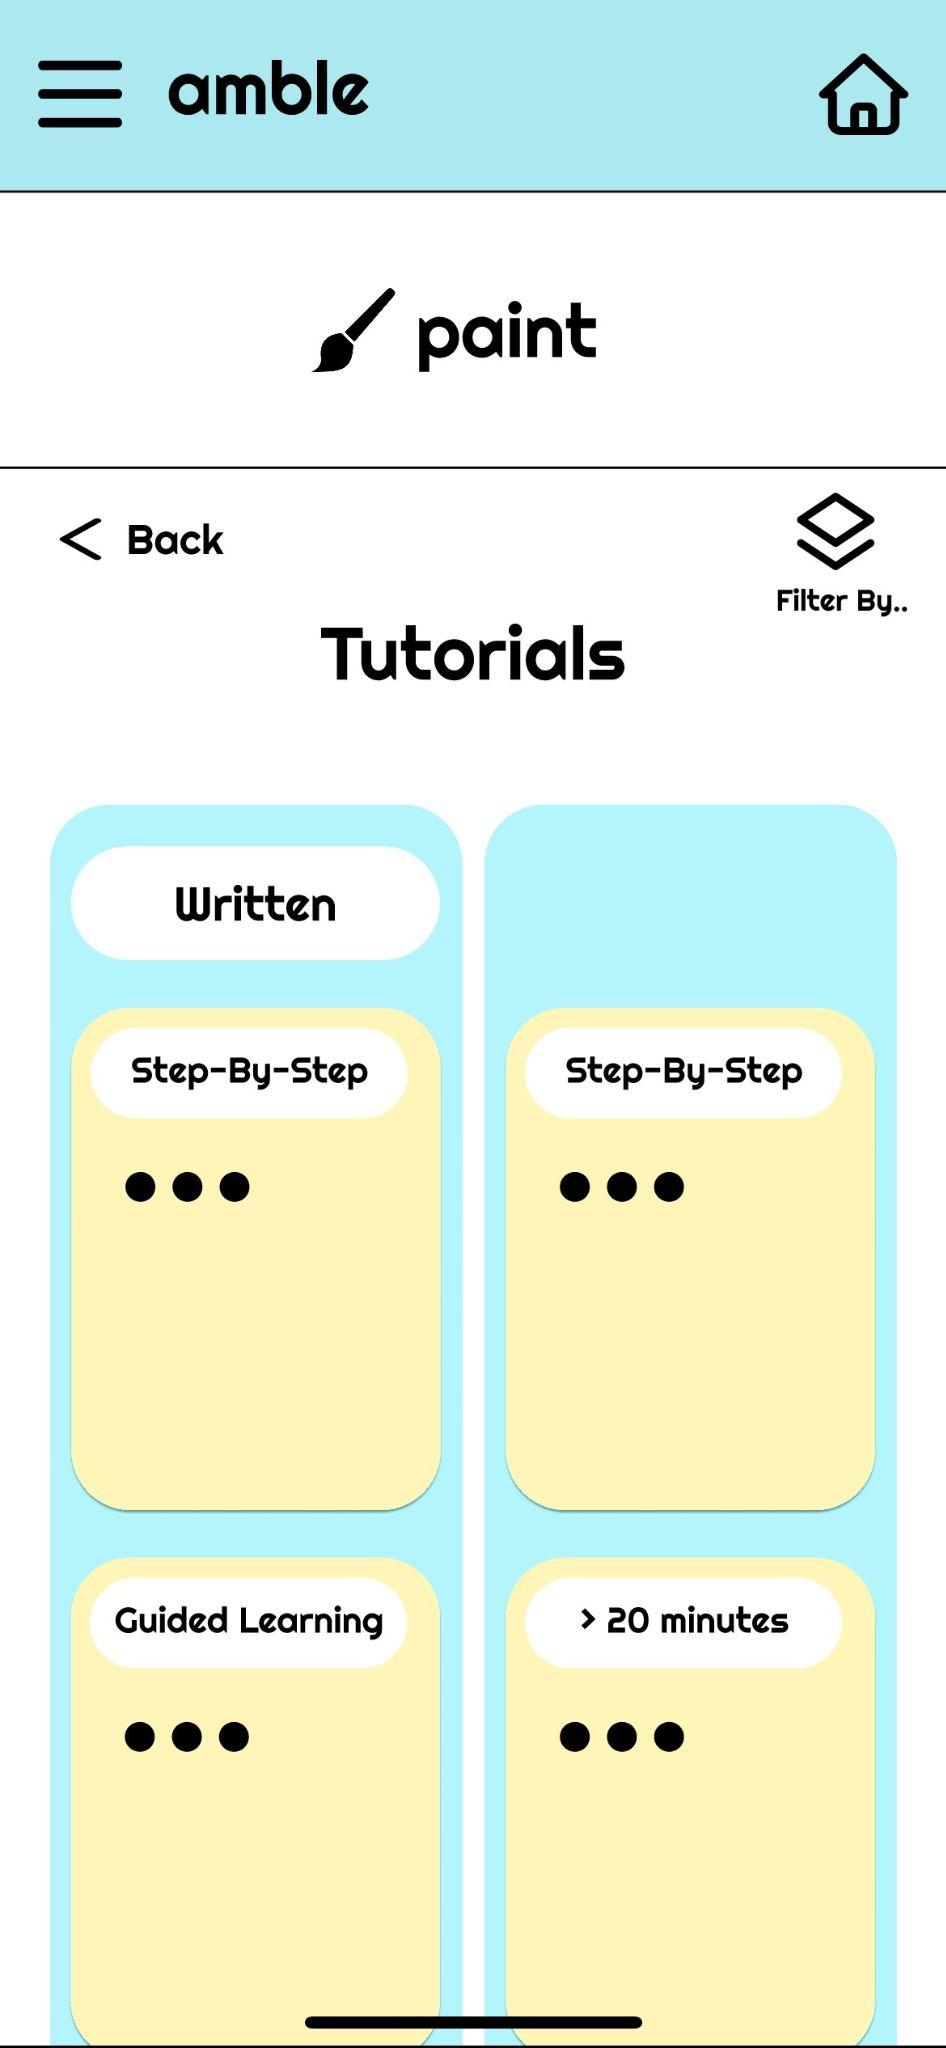 amble
paint
Back
Filter By..
Tutorials
Written
Step-By-Step
Step-By-Step
Guided Learning
> 20 minutes